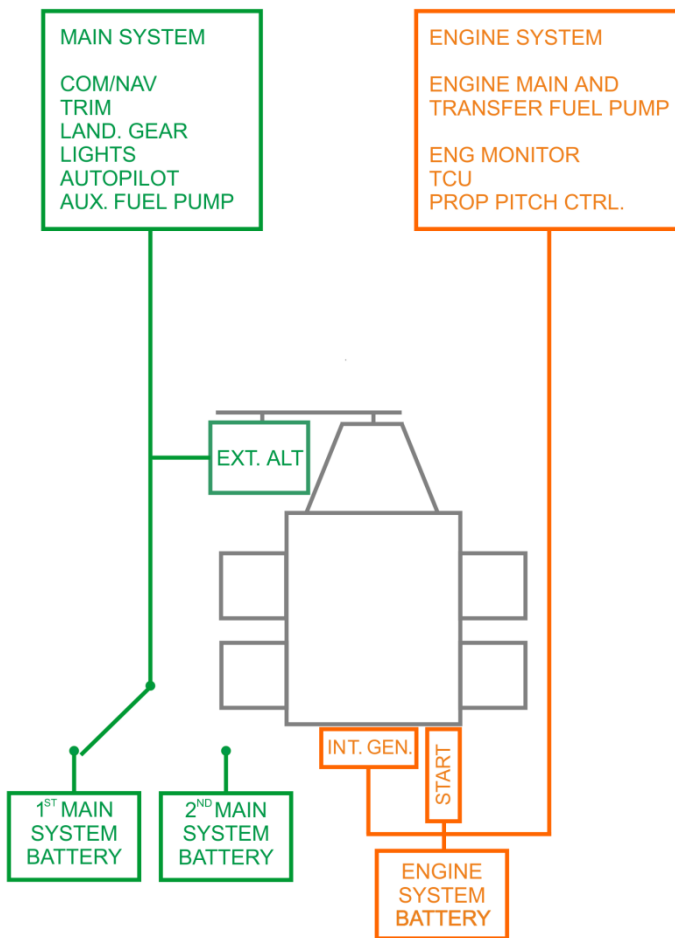 MAIN SYSTEM
COM/NAV
TRIM
LAND. GEAR
LIGHTS
AUTOPILOT
AUX. FUEL PUMP
ENGINE SYSTEM
ENGINE MAIN AND
TRANSFER FUEL PUMP
ENG MONITOR
TCU
PROP PITCH CTRL.
EXT. ALT
INT. GEN.
START
1ST MAIN
SYSTEM
BATTERY
2ND MAIN
SYSTEM
BATTERY
ENGINE
SYSTEM
BATTERY